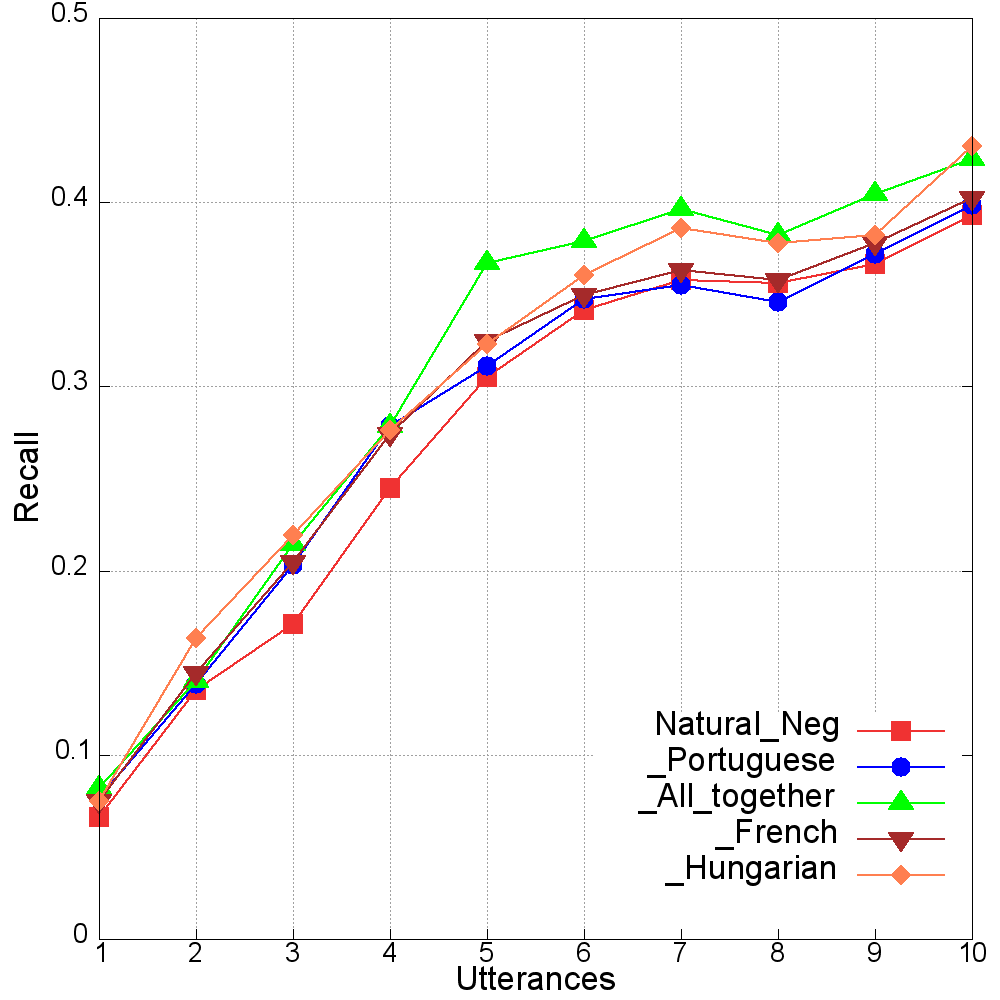 0.5
0.4
0.3
0.2
0.1
0
Recall
1 2 3 4 5 6 7 8 9 10
Utterances
Natural_Neg
_Portuguese
_All_together
_French
_Hungarian